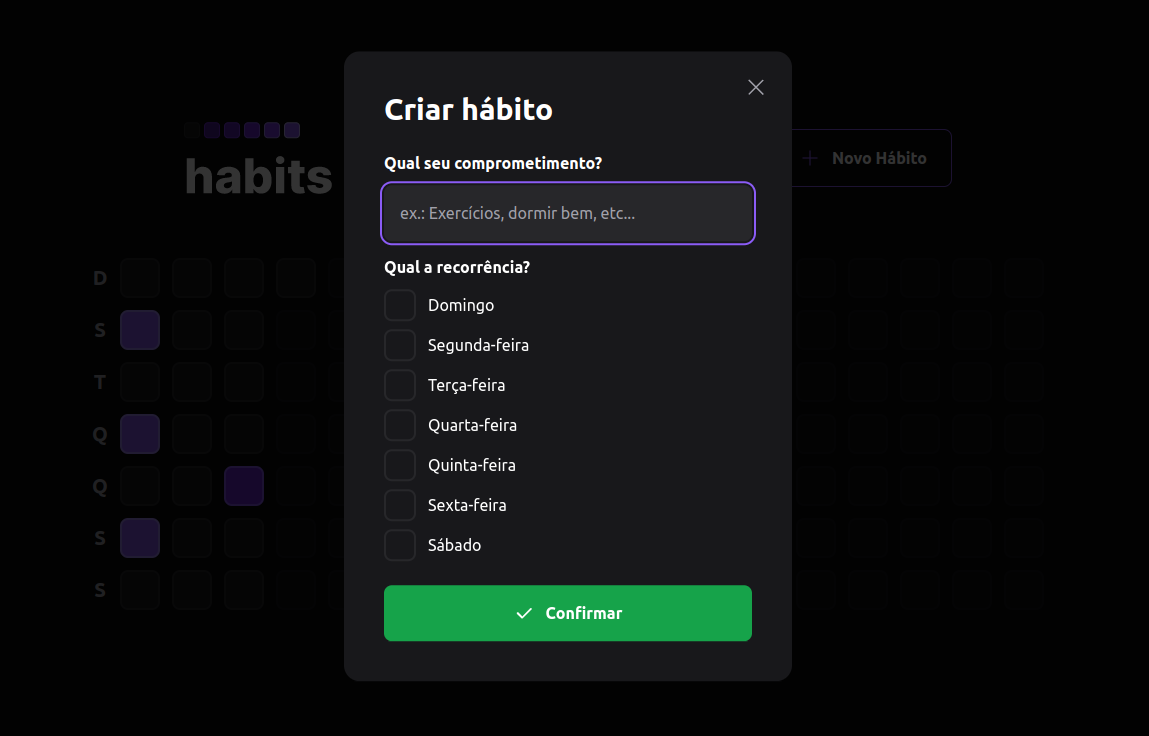 habits
+ Novo Hábito
D
S
T
Q
Q
S
S
Criar hábito
Qual seu comprometimento?
ex.: Exercícios, dormir bem, etc...
Qual a recorrência?
Domingo
Segunda-feira
Terça-feira
Quarta-feira
Quinta-feira
Sexta-feira
Sábado
Confirmar